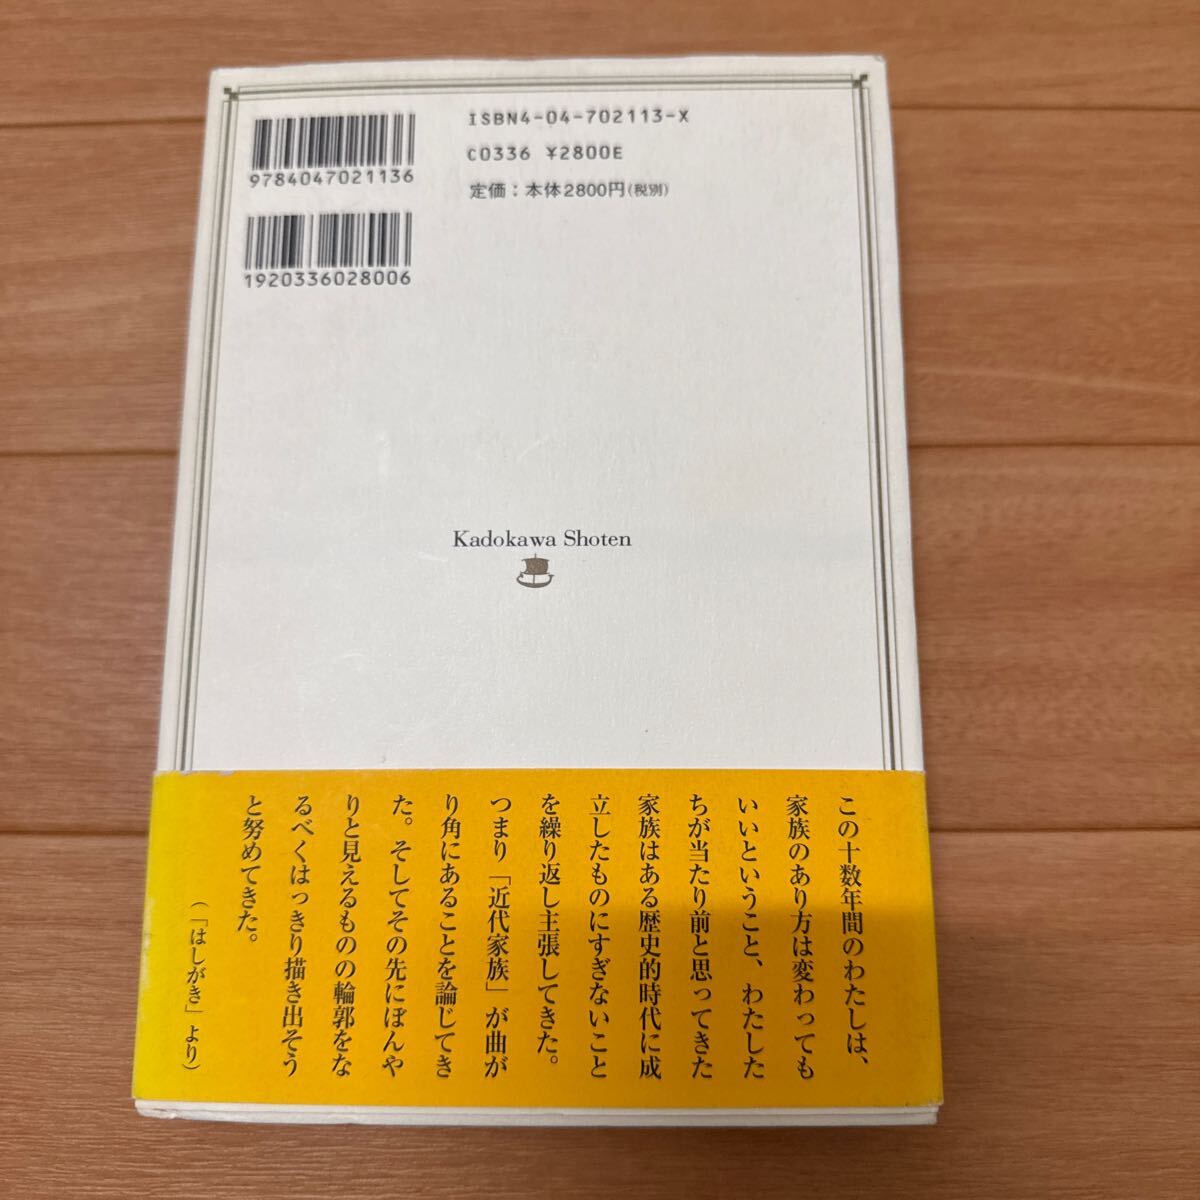 ISBN4-04-702113-X
C0336 ¥2800E
定価：本体2800円(税別)
9784047021136
1920336028006
Kadokawa Shoten
この十数年間のわたしは、
家族のあり方は変わっても
いいということ、わたした
ちが当たり前と思ってきた
家族はある歴史的時代に成
立したものにすぎないこと
を繰り返し主張してきた。
つまり「近代家族」が曲が
り角にあることを論じてき
た。そしてその先にぼんや
りと見えるものの輪郭をな
るべくはっきり描き出そう
と努めてきた。
（「はしがき」より）